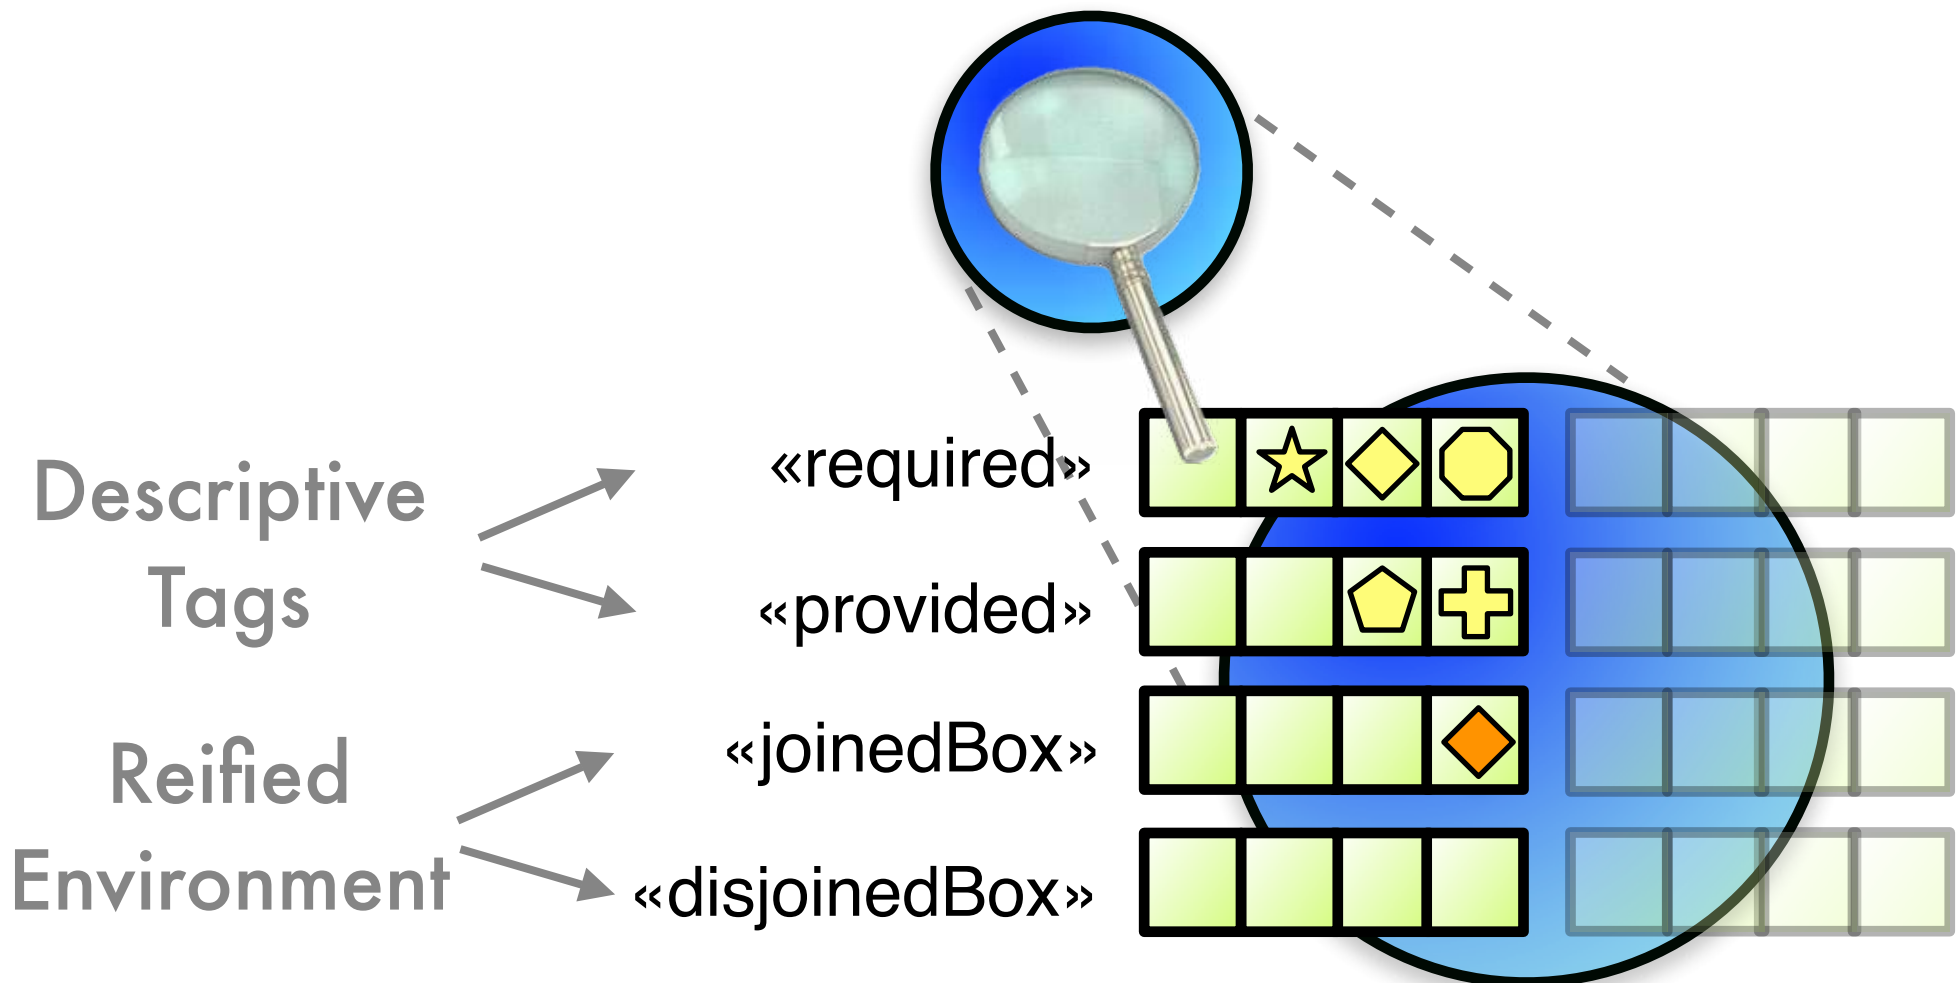 Descriptive
Tags
«required»
«provided»
Reified
Environment
«joinedBox»
«disjoinedBox»